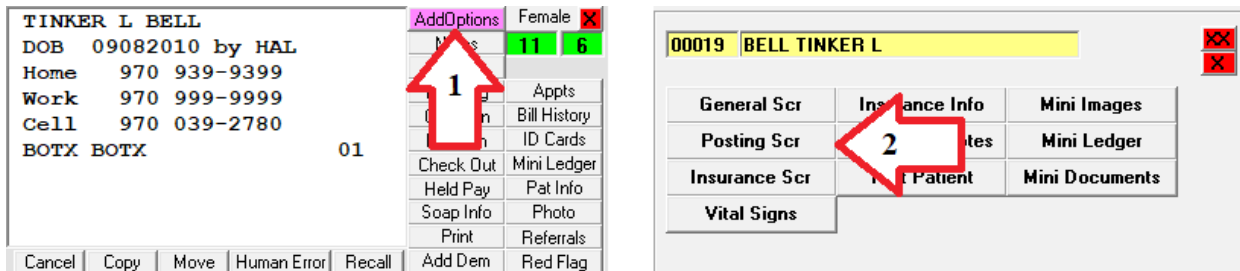 TINKER L BELL
DOB 09082010 by HAL
Home 970 939-9399
Work 970 999-9999
Cell 970 039-2780
BOTX BOTX 01
Cancel Copy Move Human Error Recall
AddOptions
1
Check Out
Held Pay
Soap Info
Print
Add Dem
Female X
11 6
Appts
Bill History
ID Cards
Mini Ledger
Pat Info
Photo
Referrals
Red Flag
00019 BELL TINKER L
XX
X
General Scr Info Mini Images
Posting Scr 2 Mini Ledger
Insurance Scr Patient Mini Documents
Vital Signs